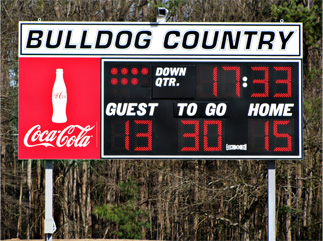 BULLDOG COUNTRY
DOWN
QTR.
17:33
GUEST TO GO HOME
13 30 15
Coca-Cola